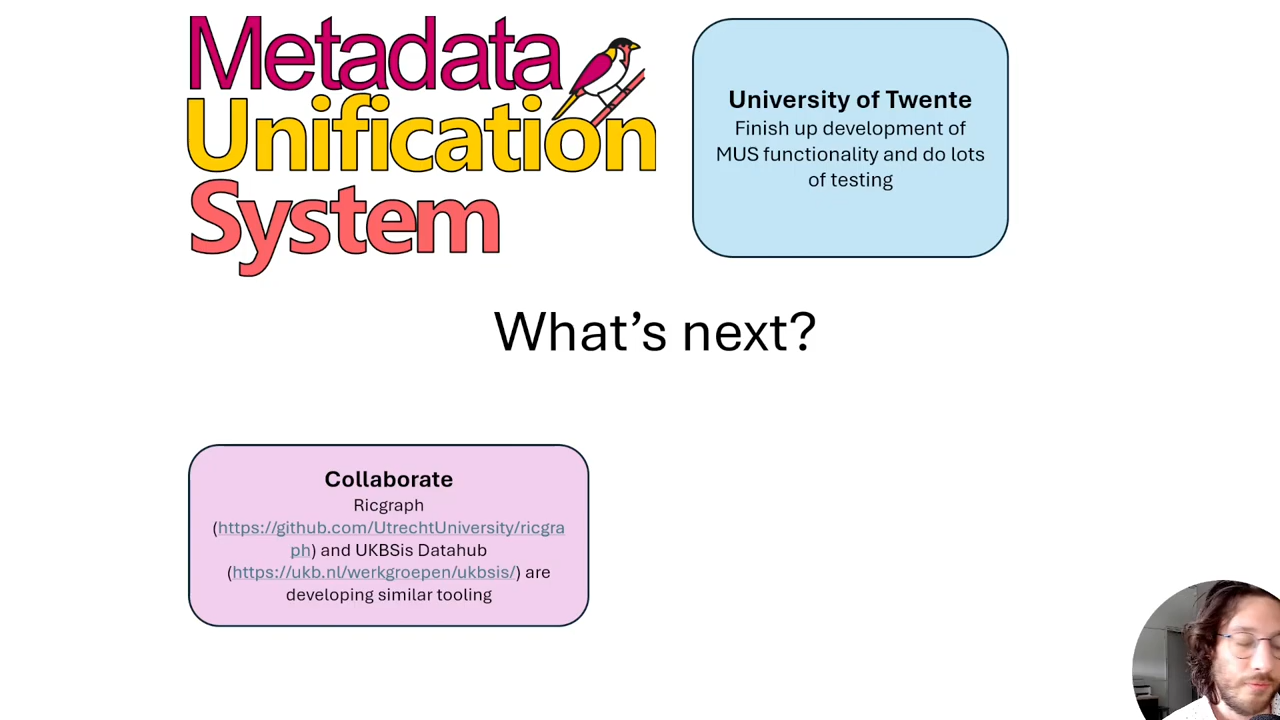 Metadata
Unification
System
University of Twente
Finish up development of
MUS functionality and do lots
of testing
What’s next?
Collaborate
Ricgraph
(https://github.com/UtrechtUniversity/ricgra
ph) and UKBSis Datahub
(https://ukb.nl/werkgroepen/ukbsis/) are
developing similar tooling